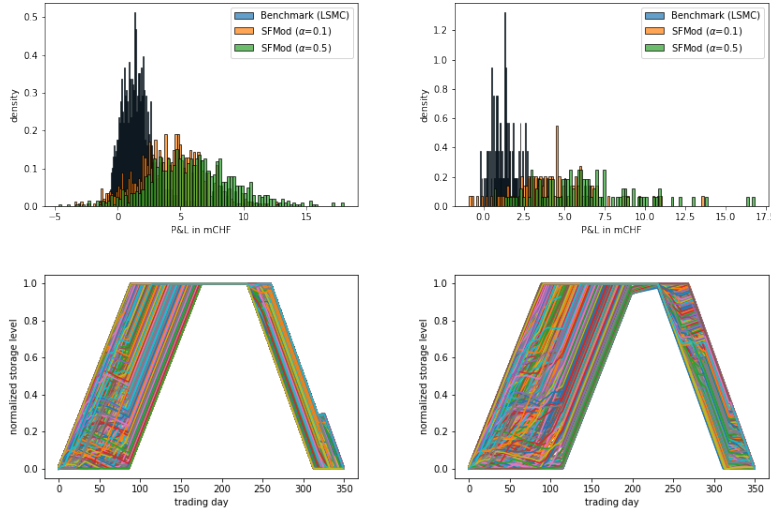 Benchmark (LSMC)
SFMod (α=0.1)
SFMod (α=0.5)
density
0.5
0.4
0.3
0.2
0.1
0.0
−5 0 5 10 15
P&L in mCHF
Benchmark (LSMC)
SFMod (α=0.1)
SFMod (α=0.5)
density
1.2
1.0
0.8
0.6
0.4
0.2
0.0
0.0 2.5 5.0 7.5 10.0 12.5 15.0 17.5
P&L in mCHF
normalized storage level
1.0
0.8
0.6
0.4
0.2
0.0
0 50 100 150 200 250 300 350
trading day
normalized storage level
1.0
0.8
0.6
0.4
0.2
0.0
0 50 100 150 200 250 300 350
trading day